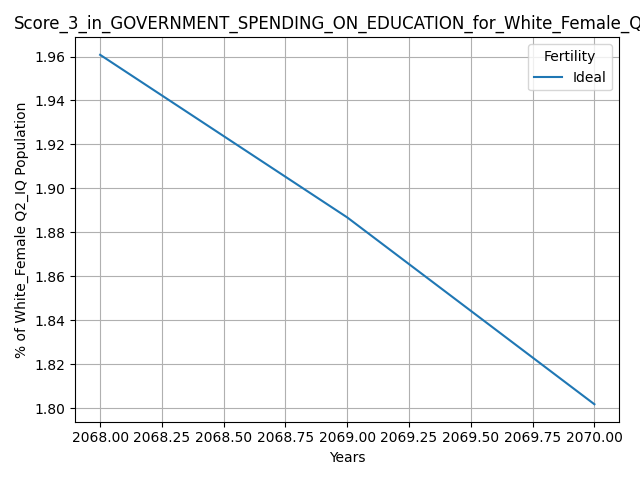 Score_3_in_GOVERNMENT_SPENDING_ON_EDUCATION_for_White_Female_Q
Fertility
Ideal
% of White_Female Q2_IQ Population
1.96
1.94
1.92
1.90
1.88
1.86
1.84
1.82
1.80
2068.00 2068.25 2068.50 2068.75 2069.00 2069.25 2069.50 2069.75 2070.00
Years